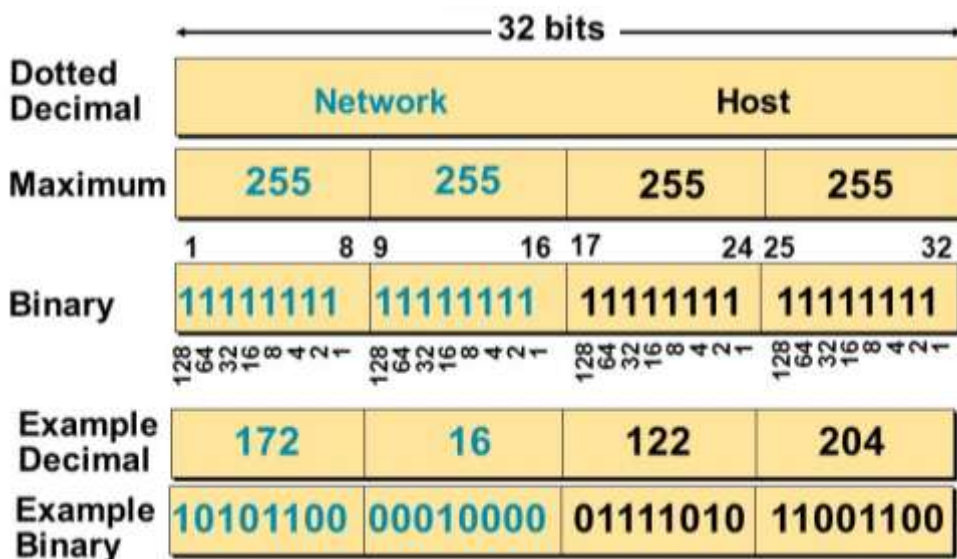 32 bits
Dotted
Decimal
Network Host
Maximum 255 255 255 255
1 8 9 16 17 24 25 32
Binary 11111111 11111111 11111111 11111111
128 64 32 16 8 4 2 1 128 64 32 16 8 4 2 1 128 64 32 16 8 4 2 1 128 64 32 16 8 4 2 1
Example
Decimal
172 16 122 204
Example
Binary
10101100 00010000 01111010 11001100